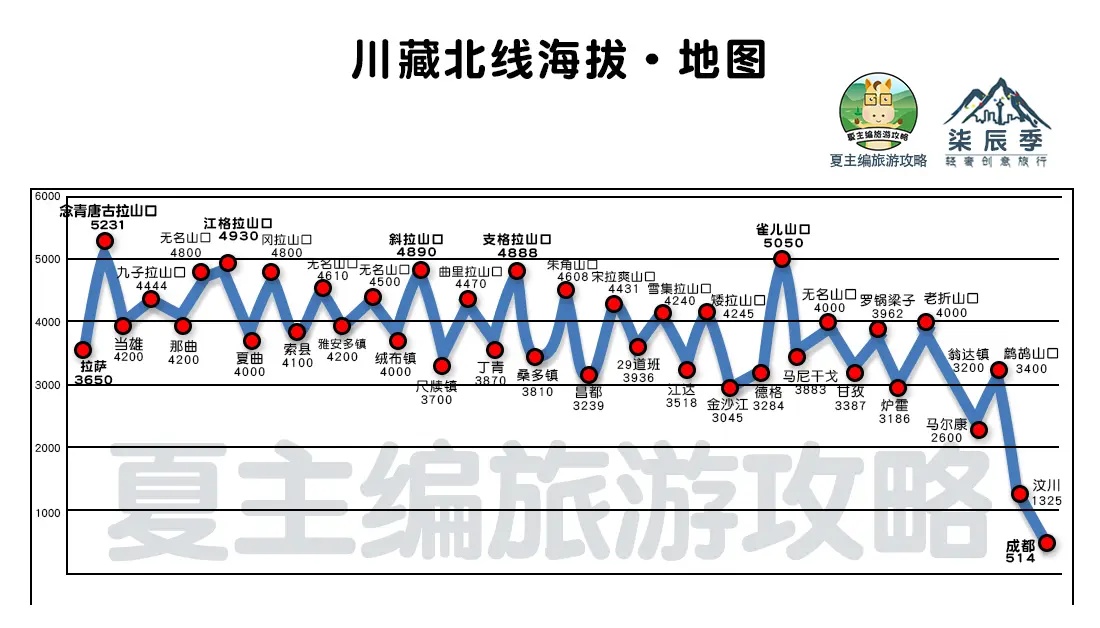 川藏北线海拔·地图
夏主编旅游攻略
夏主编旅游攻略
柒辰季
轻奢创意旅行
6000
5000
4000
3000
2000
1000
拉萨
3650
念青唐古拉山口
5231
当雄
4200
九子拉山口
4444
那曲
4200
无名山口
4800
江格拉山口
4930
夏曲
4000
冈拉山口
4800
索县
4100
无名山口
4610
雅安多镇
4200
无名山口
4500
绒布镇
4000
斜拉山口
4890
尺牍镇
3700
曲里拉山口
4470
丁青
3870
支格拉山口
4888
桑多镇
3810
朱角山口
4608
昌都
3239
宋拉爽山口
4431
29道班
3936
雪集拉山口
4240
江达
3518
矮拉山口
4245
金沙江
3045
德格
3284
雀儿山口
5050
马尼干戈
3883
无名山口
4000
甘孜
3387
罗锅梁子
3962
炉霍
3186
老折山口
4000
马尔康
2600
翁达镇
3200
鹧鸪山口
3400
汶川
1325
成都
514
夏主编旅游攻略